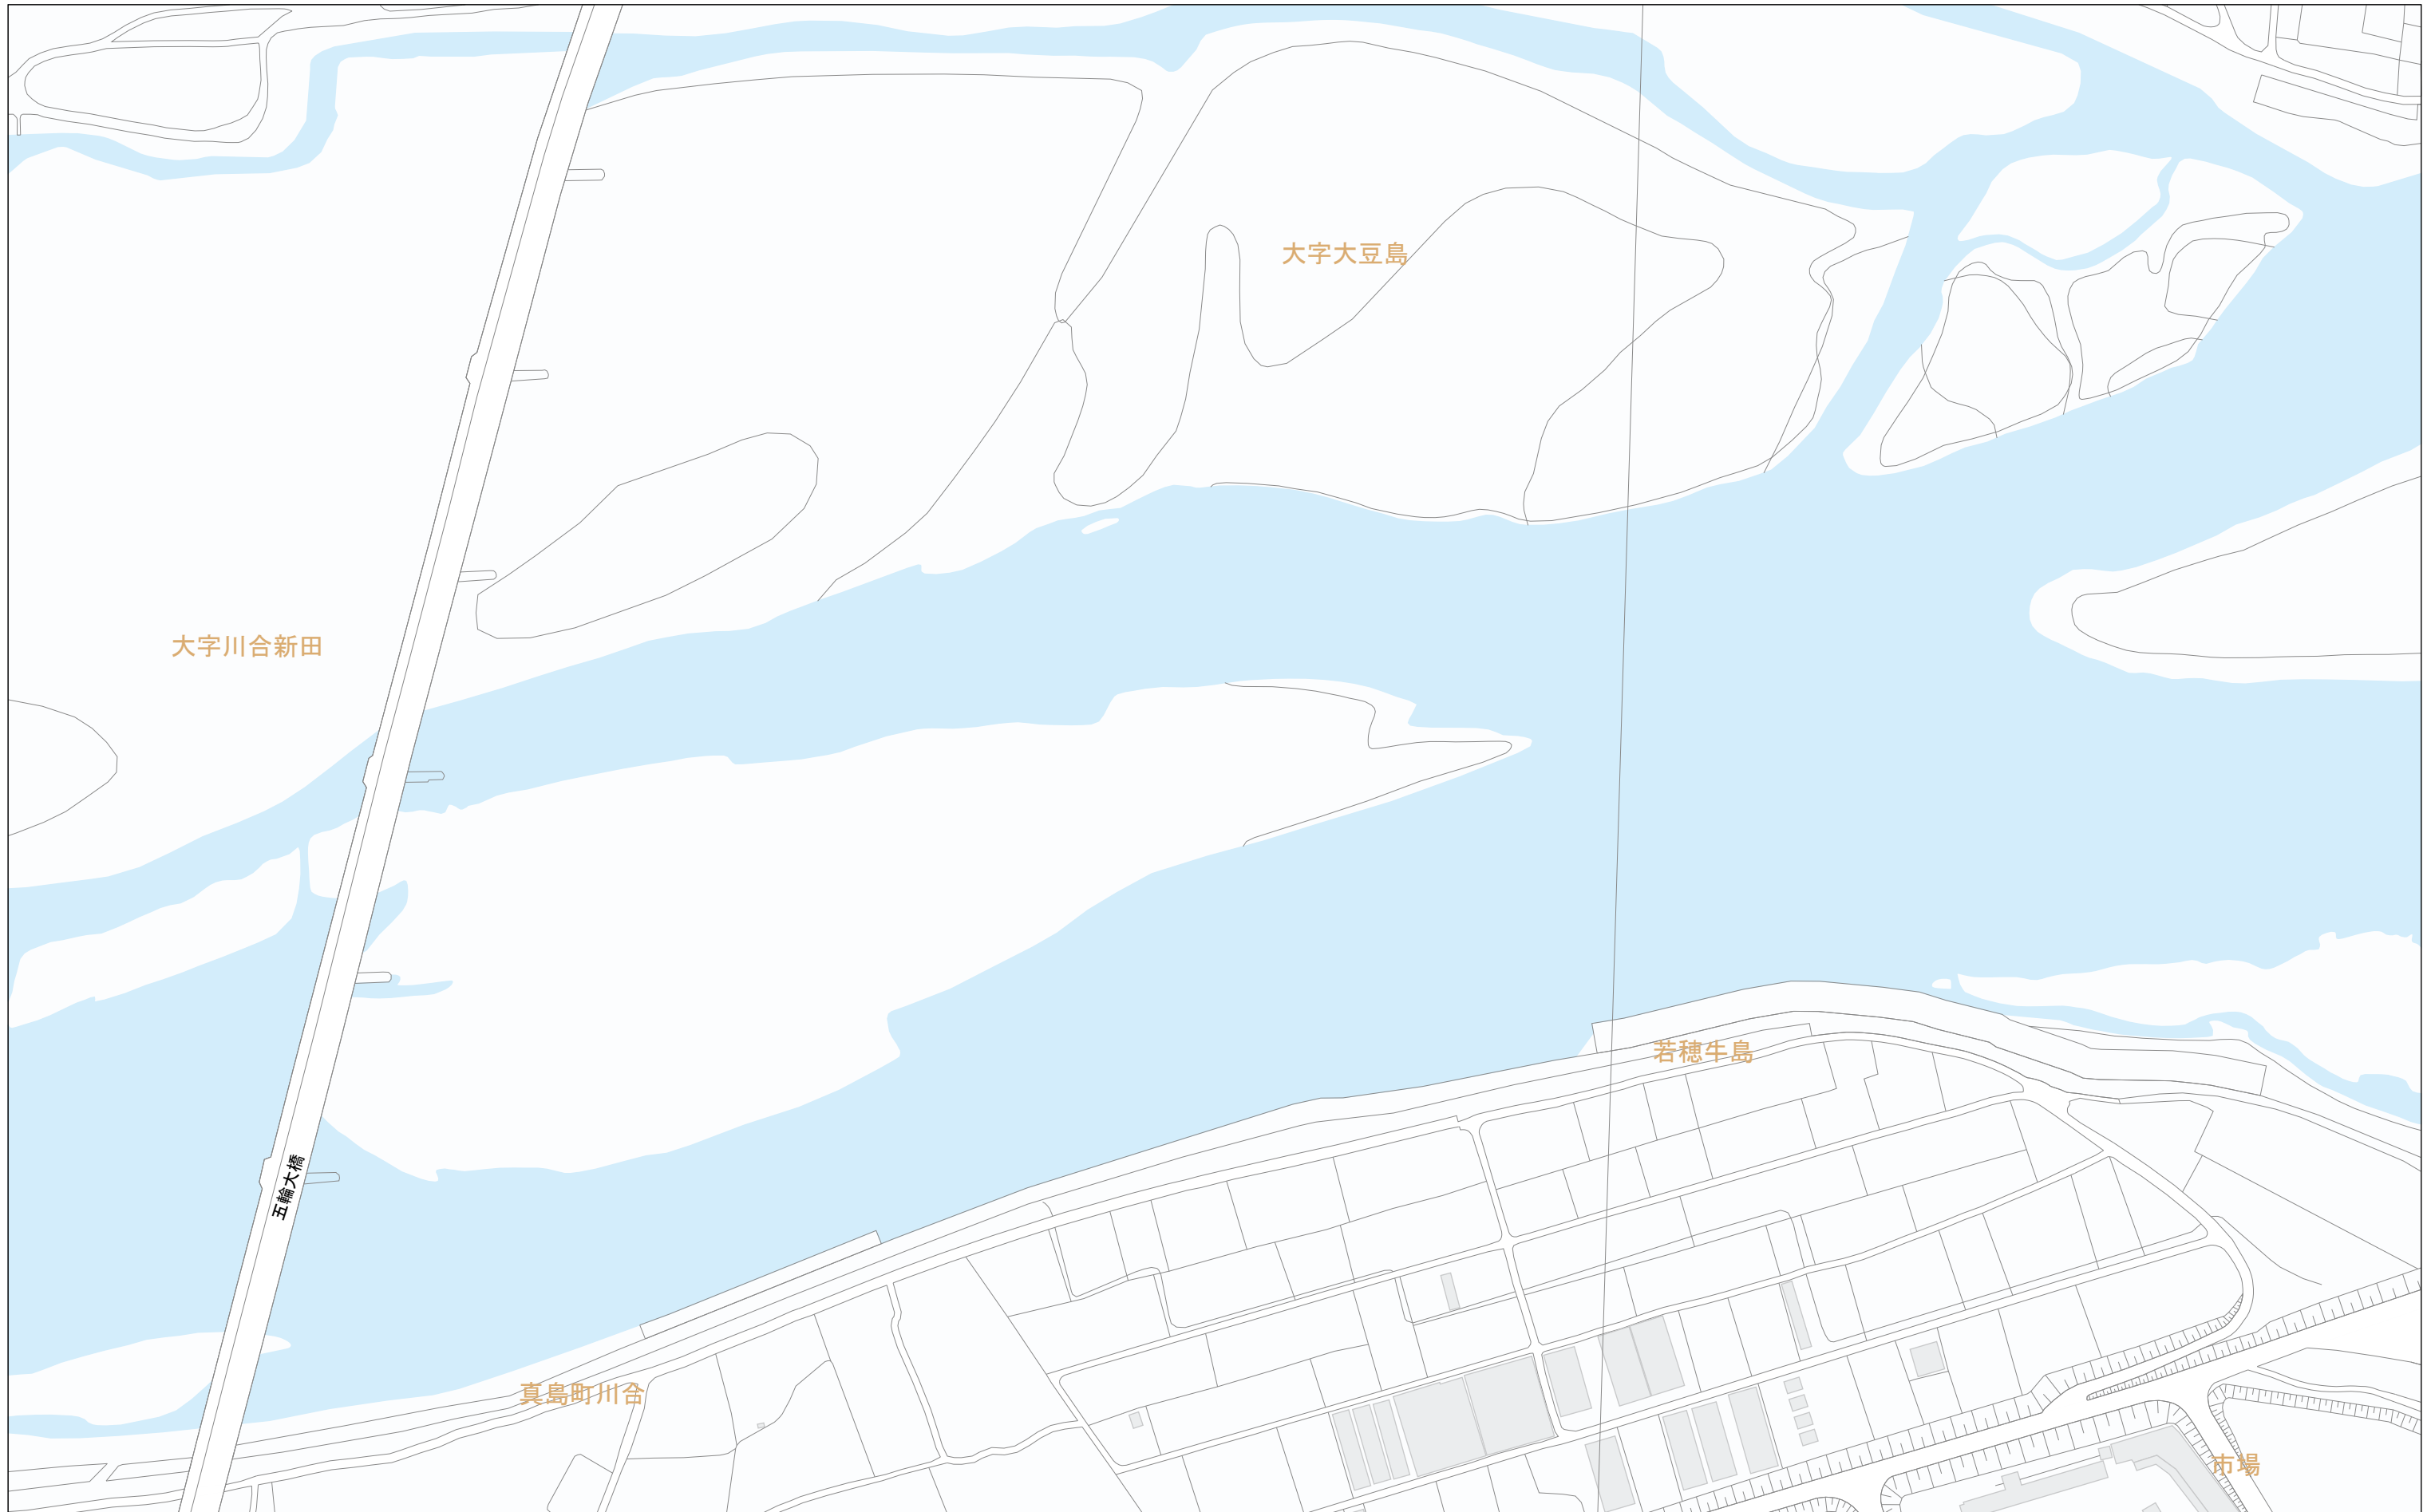 大字大豆島
大字川合新田
若穂牛島
五輪大橋
真島町川合
市場